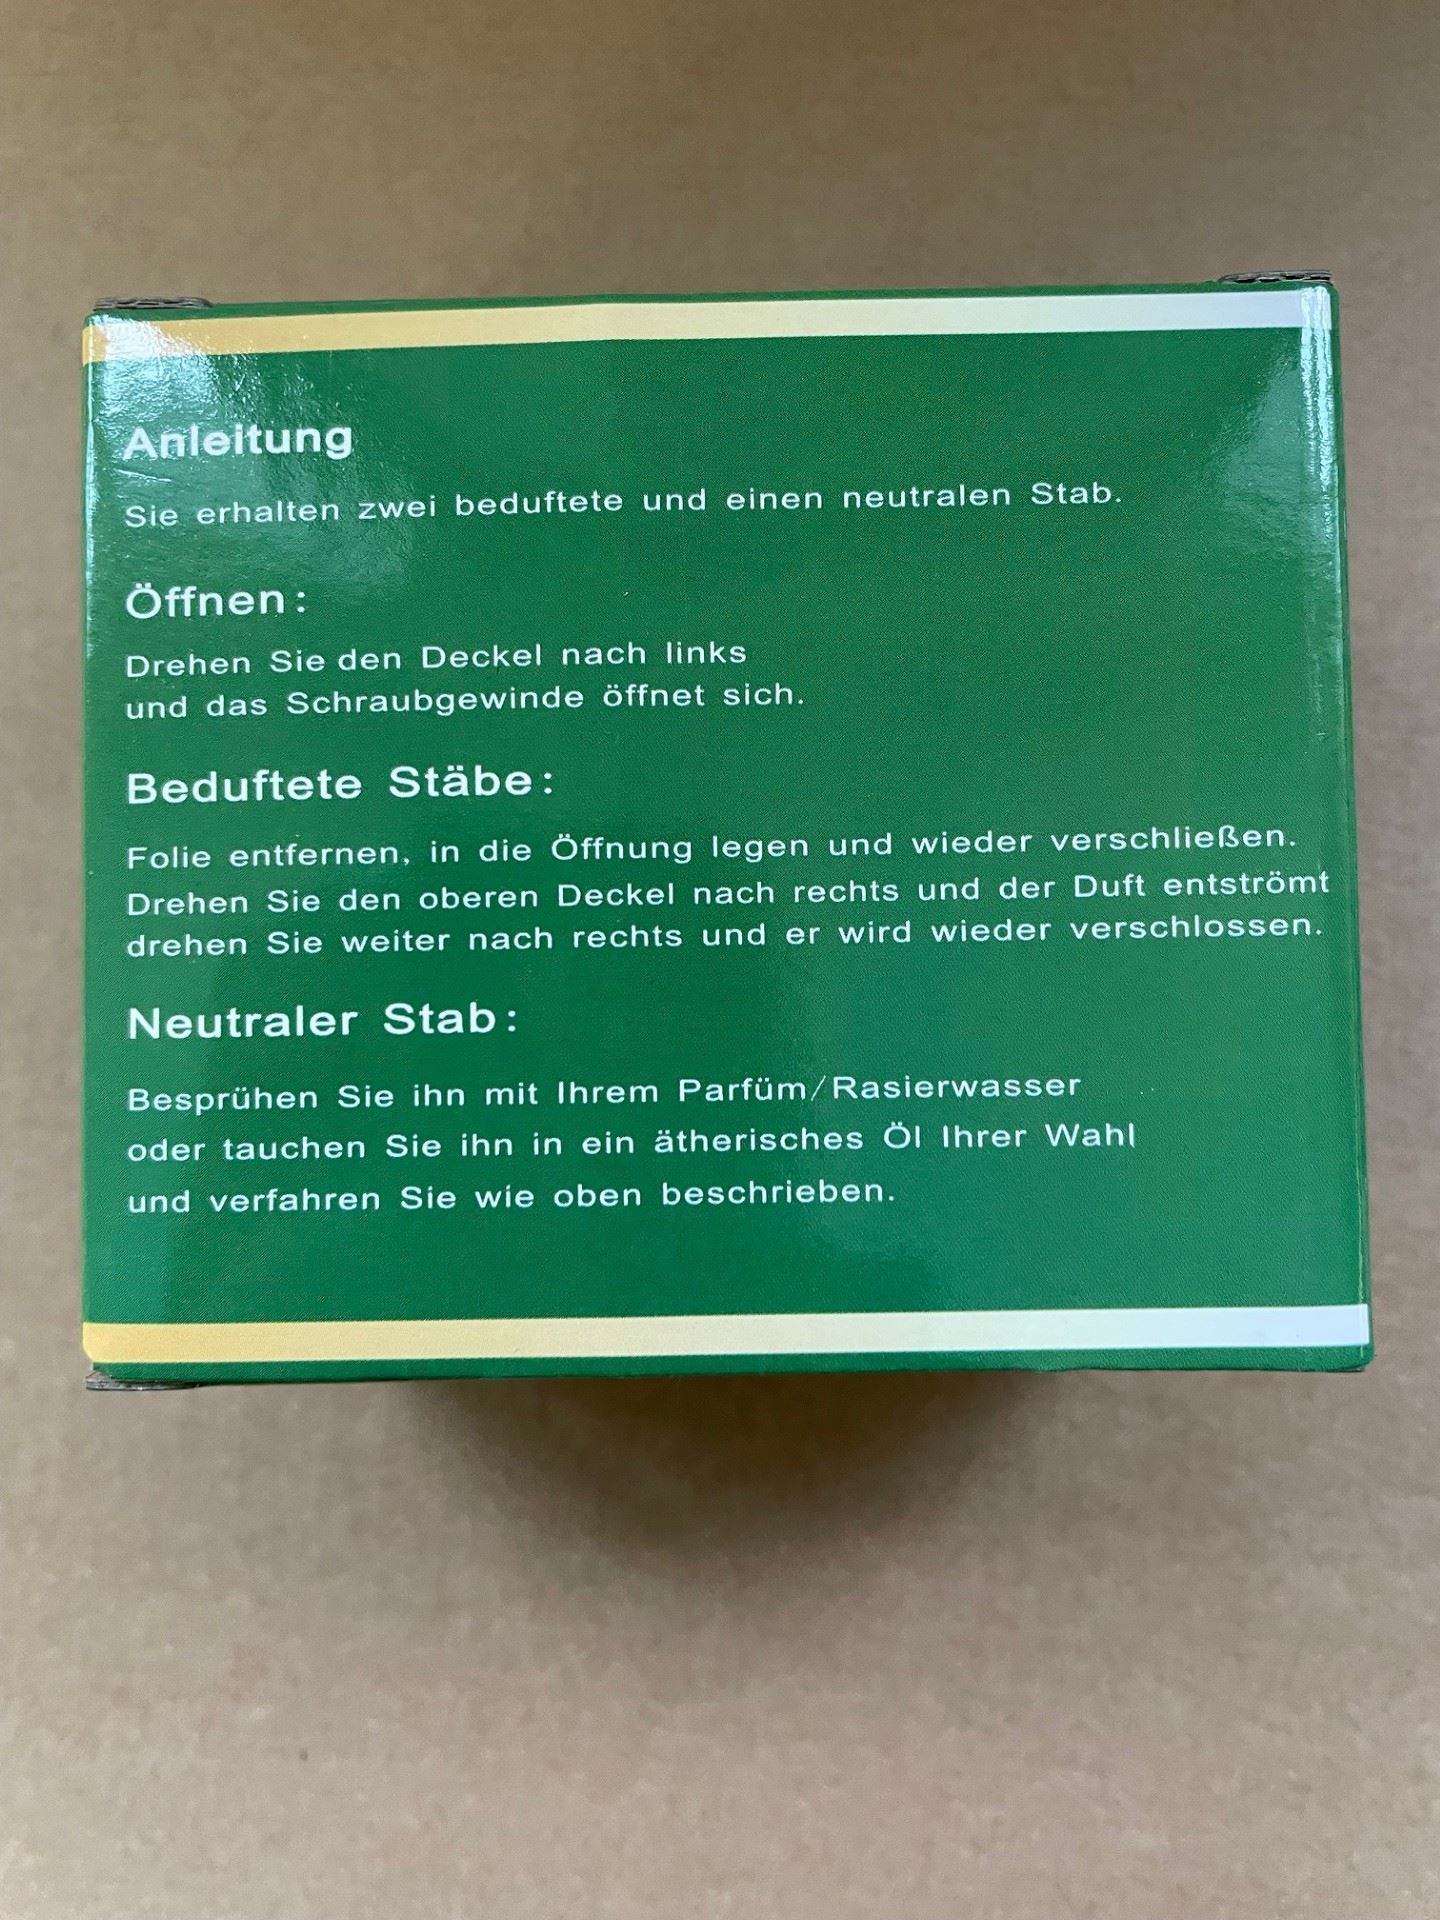 Anleitung
Sie erhalten zwei beduftete und einen neutralen Stab.
Öffnen:
Drehen Sie den Deckel nach links
und das Schraubgewinde öffnet sich.
Beduftete Stäbe:
Folie entfernen, in die Öffnung legen und wieder verschließen.
Drehen Sie den oberen Deckel nach rechts und der Duft entströmt
drehen Sie weiter nach rechts und er wird wieder verschlossen.
Neutraler Stab:
Besprühen Sie ihn mit Ihrem Parfüm/Rasierwasser
oder tauchen Sie ihn in ein ätherisches Öl Ihrer Wahl
und verfahren Sie wie oben beschrieben.